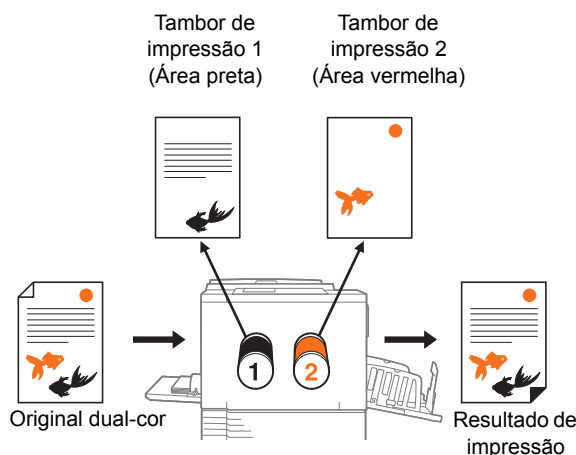 Tambor de
impressão 1
(Área preta)
Tambor de
impressão 2
(Área vermelha)
1
2
Original dual-cor
Resultado de
impressão